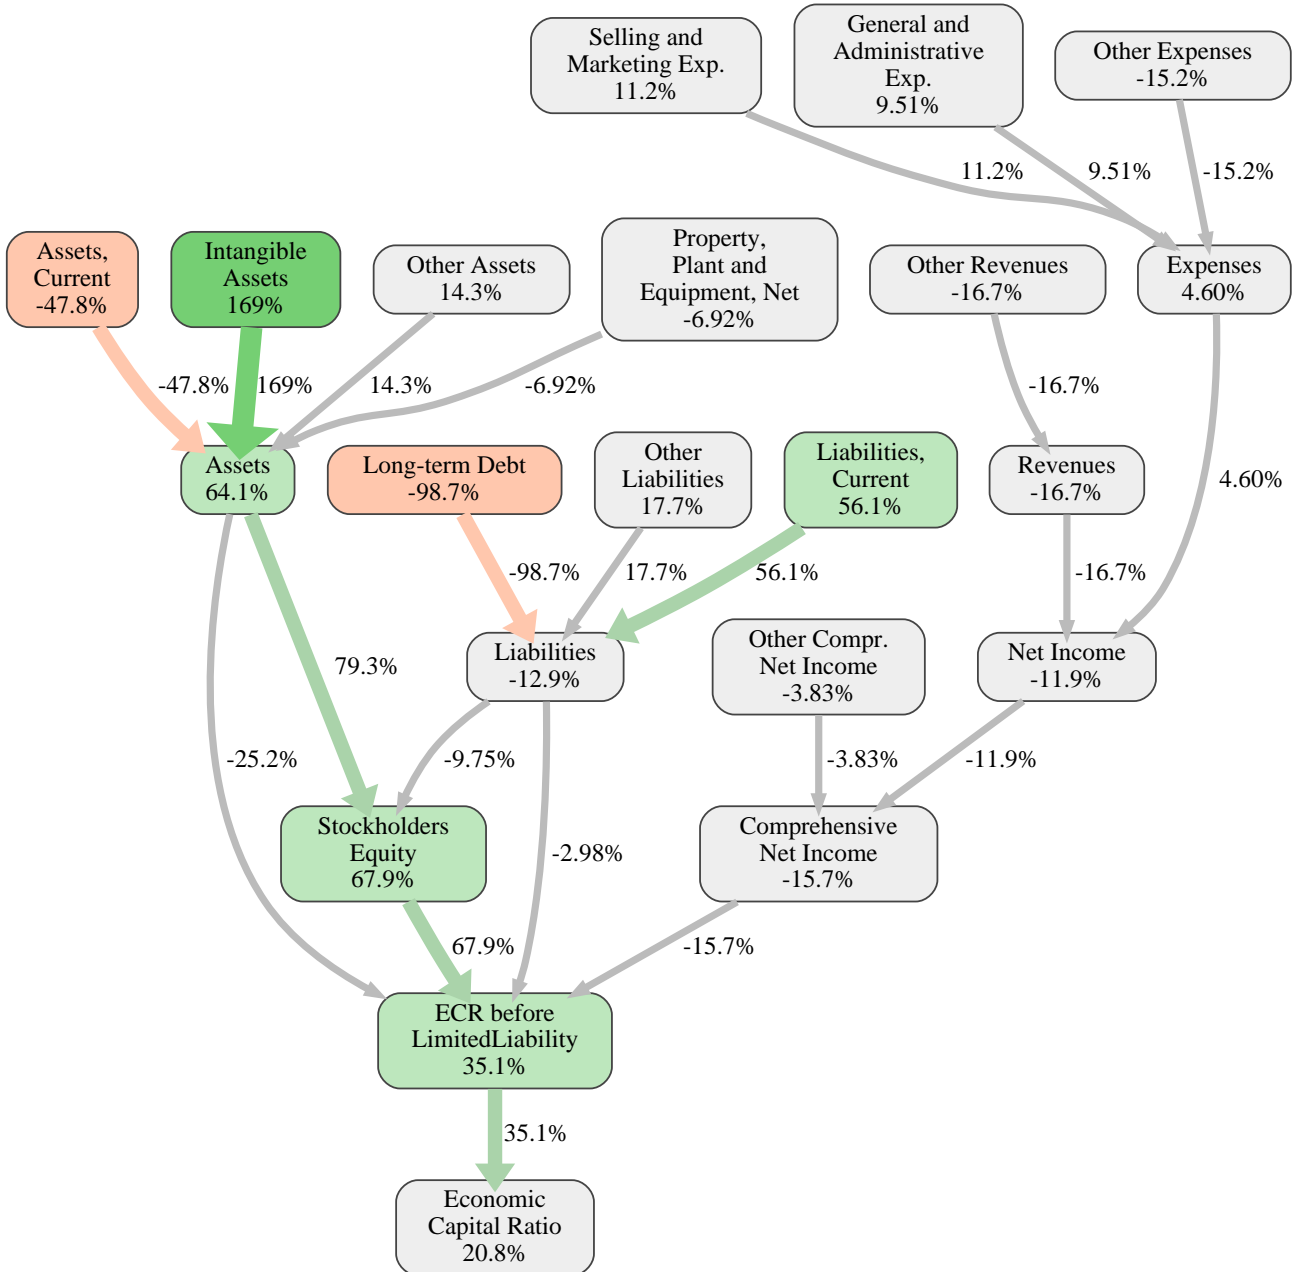 Selling and
Marketing Exp.
11.2%
General and
Administrative
Exp.
9.51%
Other Expenses
-15.2%
11.2%
9.51%
-15.2%
Assets,
Current
-47.8%
Intangible
Assets
169%
Other Assets
14.3%
Property,
Plant and
Equipment, Net
-6.92%
Other Revenues
-16.7%
Expenses
4.60%
-47.8%
169%
14.3%
-6.92%
-16.7%
4.60%
Assets
64.1%
Long-term Debt
-98.7%
Other
Liabilities
17.7%
Liabilities,
Current
56.1%
Revenues
-16.7%
-98.7%
17.7%
56.1%
-16.7%
79.3%
Liabilities
-12.9%
Other Compr.
Net Income
-3.83%
Net Income
-11.9%
-25.2%
-9.75%
-3.83%
-11.9%
Stockholders
Equity
67.9%
-2.98%
Comprehensive
Net Income
-15.7%
67.9%
-15.7%
ECR before
LimitedLiability
35.1%
35.1%
Economic
Capital Ratio
20.8%